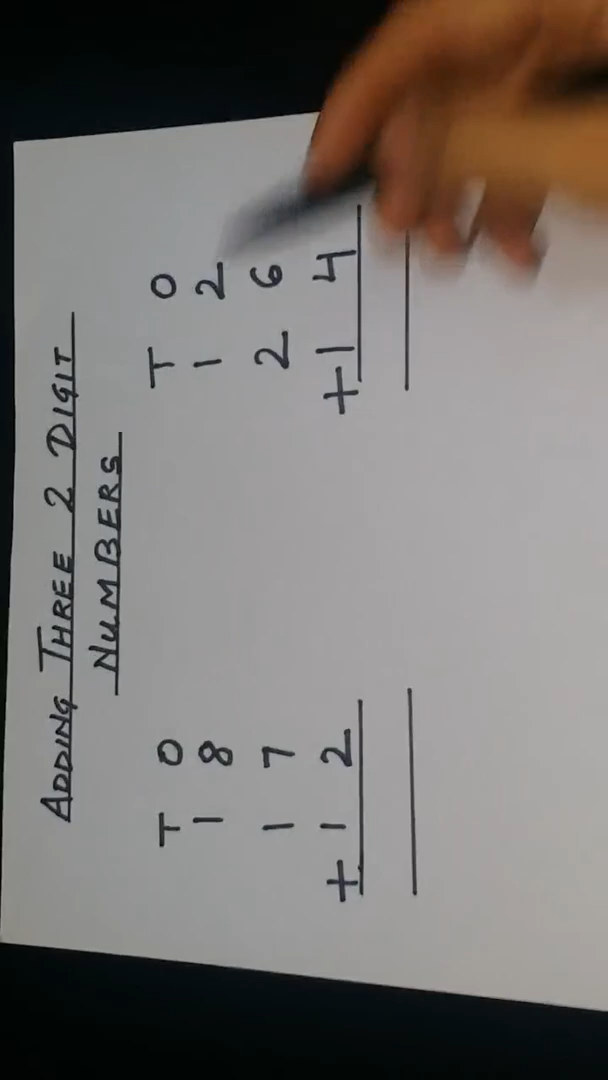 ADDING THREE 2 DIGIT
NUMBERS
T O T O
1 8 1 2
1 7 2 6
+ 1 2 + 1 4